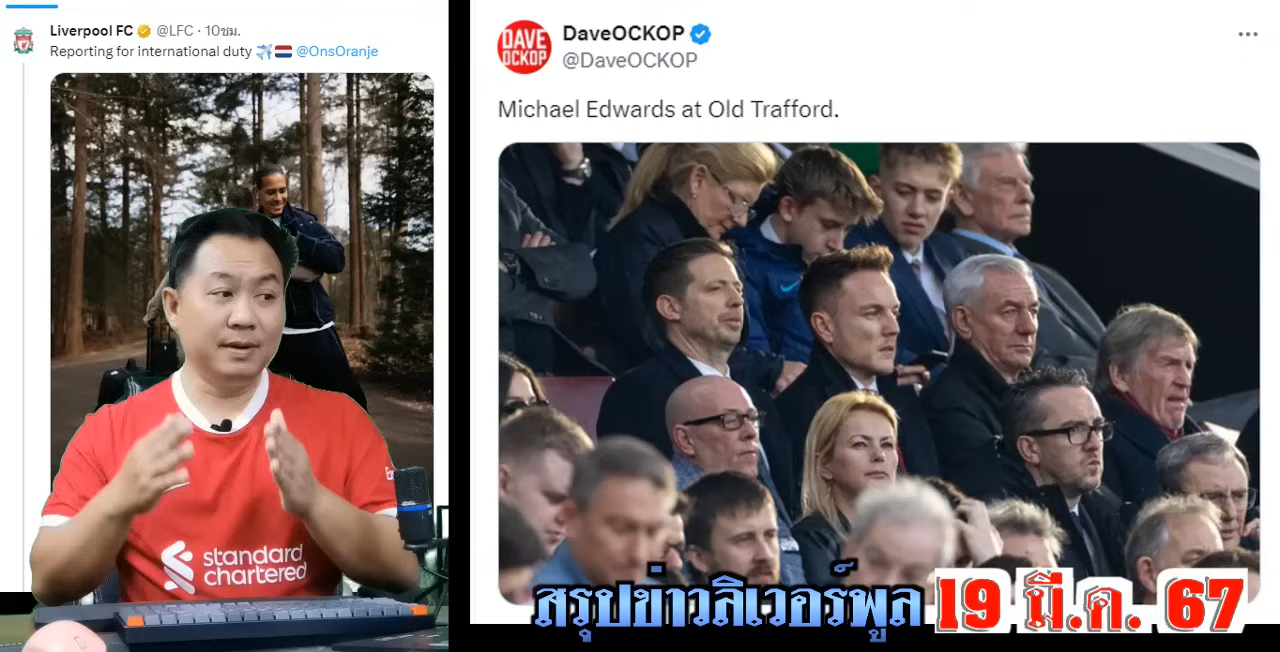 Liverpool FC @LFC · 10ชม.
Reporting for international duty @OnsOranje
standard
chartered
DAVE
OCKOP
DaveOCKOP
@DaveOCKOP
Michael Edwards at Old Trafford.
สรุปข่าวลิเวอร์พูล 19 มี.ค. 67